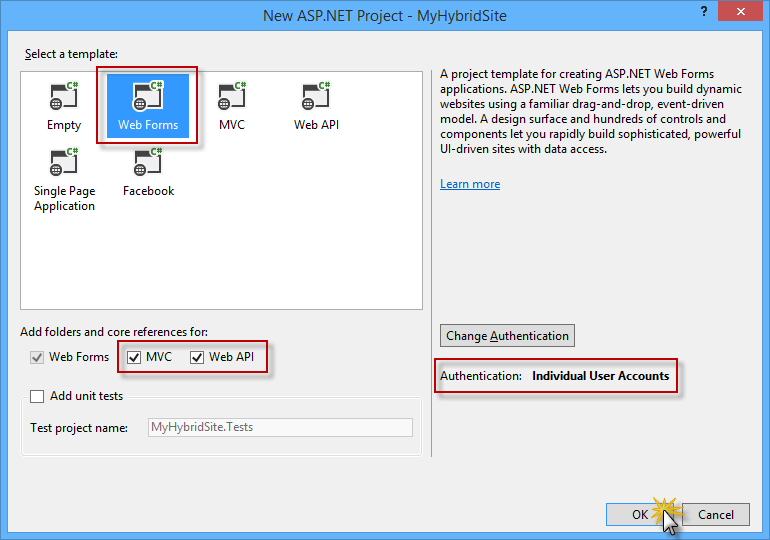 New ASP.NET Project - MyHybridSite
?
Select a template:
C#
C#
C#
C#
Empty
Web Forms
MVC
Web API
C#
C#
Single Page
Application
Facebook
A project template for creating ASP.NET Web Forms
applications. ASP.NET Web Forms lets you build dynamic
websites using a familiar drag-and-drop, event-driven
model. A design surface and hundreds of controls and
components let you rapidly build sophisticated, powerful
UI-driven sites with data access.
Learn more
Add folders and core references for:
Web Forms
MVC
Web API
Add unit tests
Test project name:
MyHybridSite.Tests
Change Authentication
Authentication: Individual User Accounts
OK
Cancel